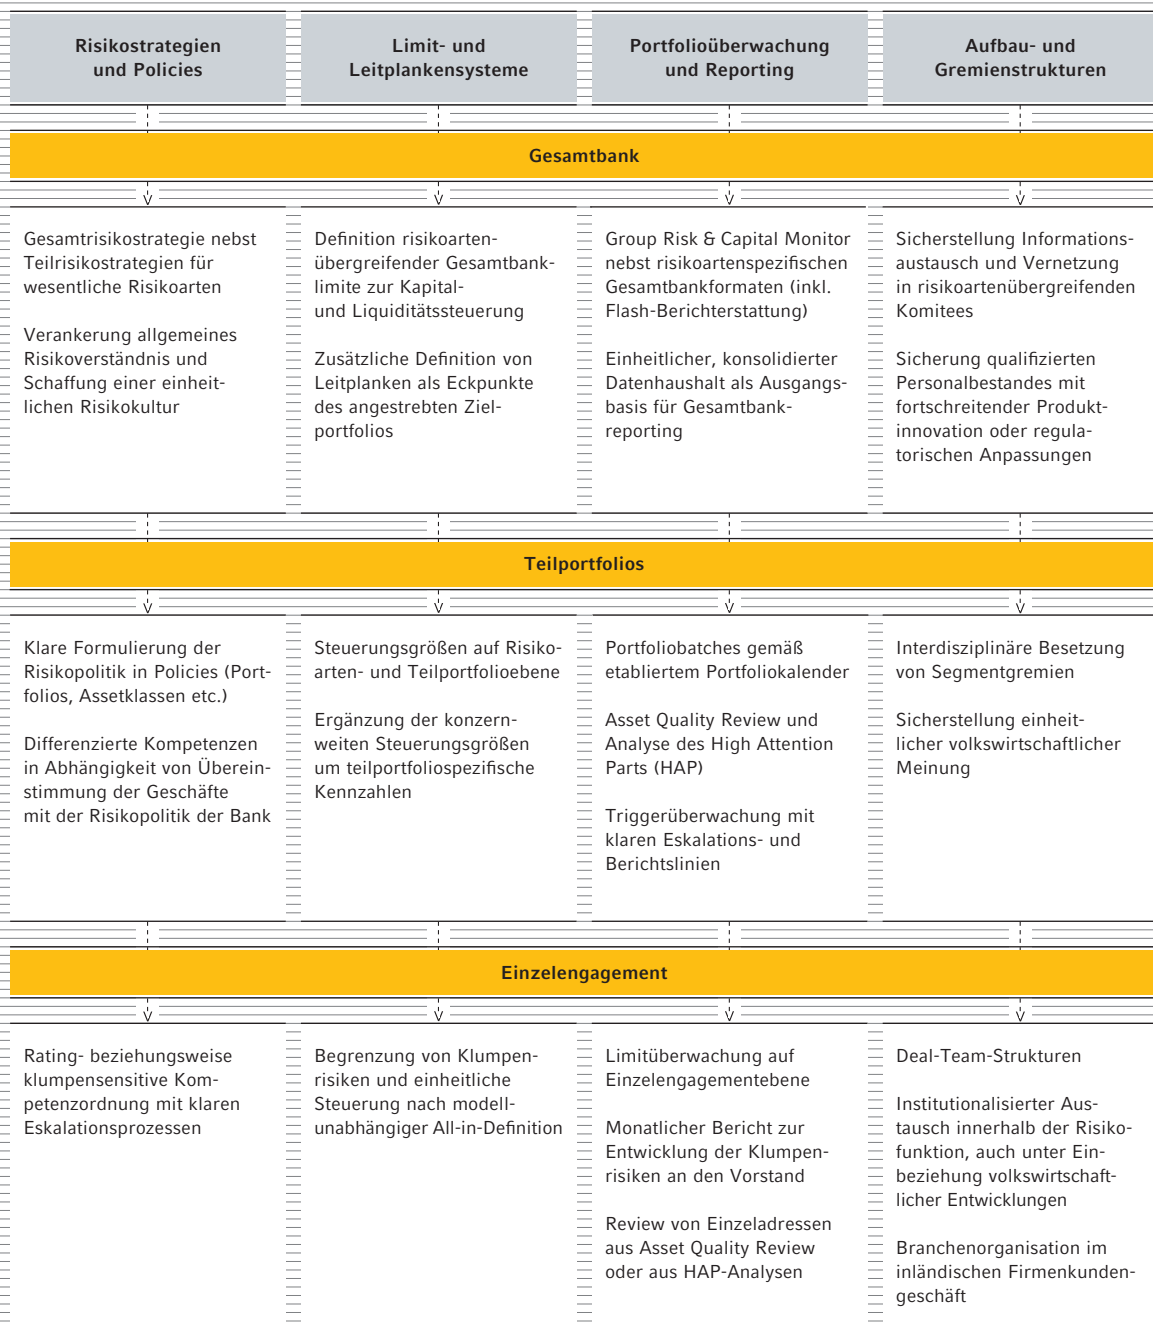 Risikostrategien
und Policies
Limit- und
Leitplankensysteme
Portfolioüberwachung
und Reporting
Aufbau- und
Gremienstrukturen
Gesamtbank
Gesamtrisikostrategie nebst
Teilrisikostrategien für
wesentliche Risikoarten
Verankerung allgemeines
Risikoverständnis und
Schaffung einer einheit-
lichen Risikokultur
Definition risikoarten-
übergreifender Gesamtbank-
limite zur Kapital-
und Liquiditätssteuerung
Zusätzliche Definition von
Leitplanken als Eckpunkte
des angestrebten Ziel-
portfolios
Group Risk & Capital Monitor
nebst risikoartenspezifischen
Gesamtbankformaten (inkl.
Flash-Berichterstattung)
Einheitlicher, konsolidierter
Datenhaushalt als Ausgangs-
basis für Gesamtbank-
reporting
Sicherstellung Informations-
austausch und Vernetzung
in risikoartenübergreifenden
Komitees
Sicherung qualifizierten
Personalbestandes mit
fortschreitender Produkt-
innovation oder regula-
torischen Anpassungen
Teilportfolios
Klare Formulierung der
Risikopolitik in Policies (Port-
folios, Assetklassen etc.)
Differenzierte Kompetenzen
in Abhängigkeit von Überein-
stimmung der Geschäfte
mit der Risikopolitik der Bank
Steuerungsgrößen auf Risiko-
arten- und Teilportfolioebene
Ergänzung der konzern-
weiten Steuerungsgrößen
um teilportfoliospezifische
Kennzahlen
Portfoliobatches gemäß
etabliertem Portfoliokalender
Asset Quality Review und
Analyse des High Attention
Parts (HAP)
Triggerüberwachung mit
klaren Eskalations- und
Berichtslinien
Interdisziplinäre Besetzung
von Segmentgremien
Sicherstellung einheit-
licher volkswirtschaftlicher
Meinung
Einzelengagement
Rating- beziehungsweise
klumpensensitive Kom-
petenzordnung mit klaren
Eskalationsprozessen
Begrenzung von Klumpen-
risiken und einheitliche
Steuerung nach modell-
unabhängiger All-in-Definition
Limitüberwachung auf
Einzelengagementebene
Monatlicher Bericht zur
Entwicklung der Klumpen-
risiken an den Vorstand
Review von Einzeladressen
aus Asset Quality Review
oder aus HAP-Analysen
Deal-Team-Strukturen
Institutionalisierter Aus-
tausch innerhalb der Risiko-
funktion, auch unter Ein-
beziehung volkswirtschaft-
licher Entwicklungen
Branchenorganisation im
inländischen Firmenkunden-
geschäft